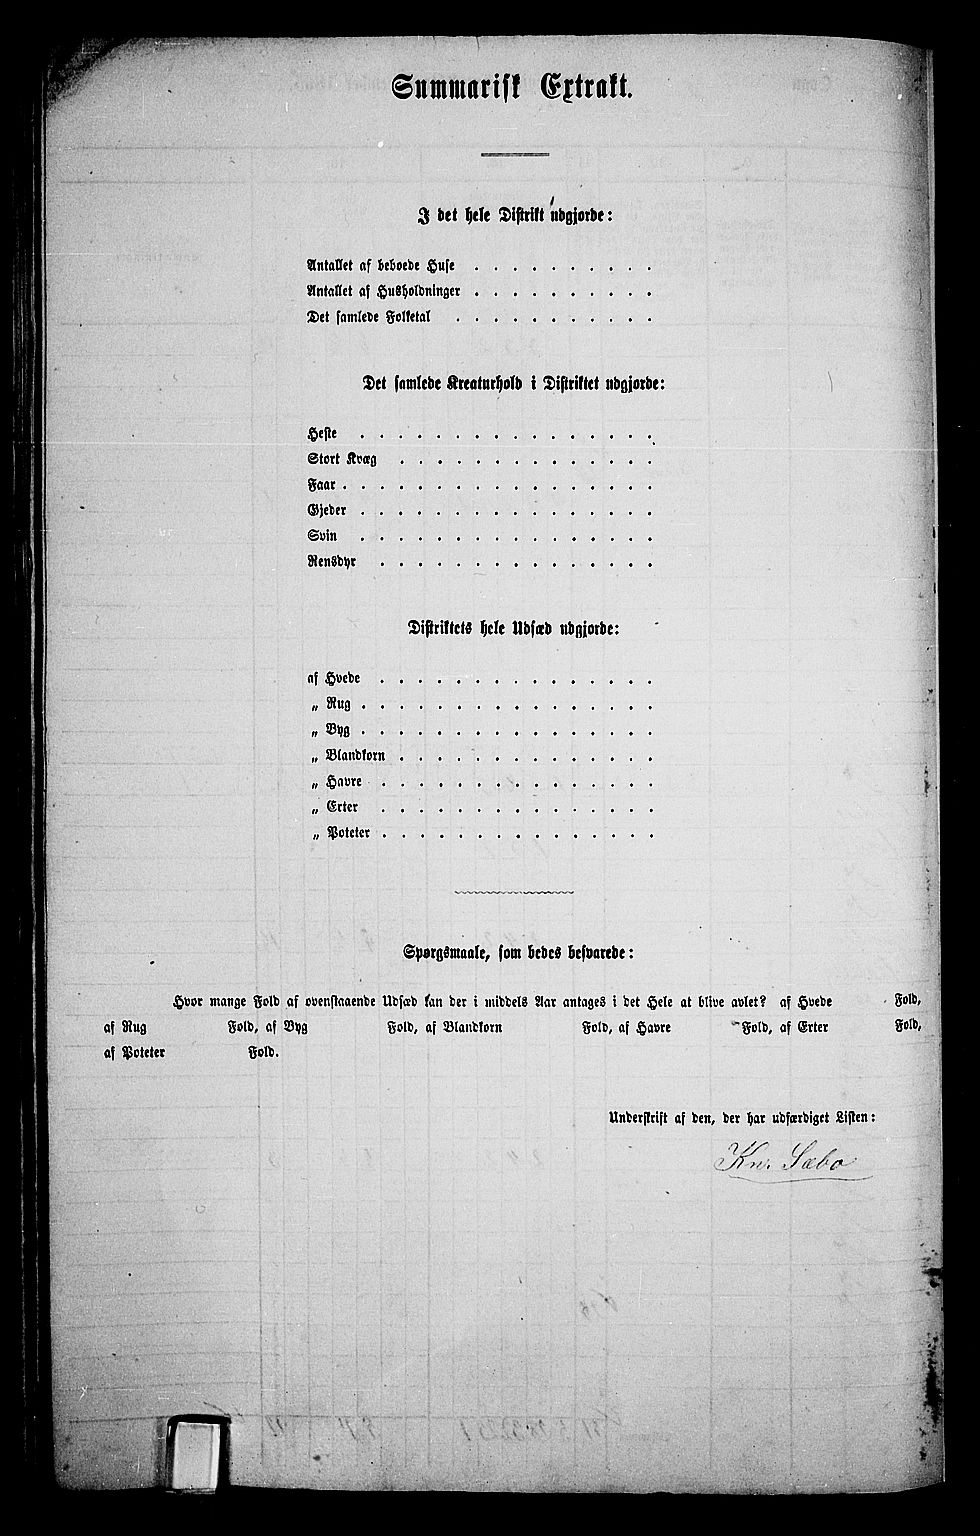 Summarisk Extrakt.
I det hele Distrikt udgjorde:
Antallet af beboede Huse . . . . . . . . . .
Antallet af Husholdninger . . . . . . . . . .
Det samlede Folketal . . . . . . . . . . .
Det samlede Kreaturhold i Distriktet udgjorde:
Heste . . . . . . . . . . . . . . . .
Stort Kvæg . . . . . . . . . . . . . .
Faar . . . . . . . . . . . . . . . . .
Gjeder . . . . . . . . . . . . . . . .
Svin . . . . . . . . . . . . . . . .
Rensdyr . . . . . . . . . . . . . . .
Distriktets hele Udsæd udgjorde:
af Hvede . . . . . . . . . . . . . . .
„ Rug . . . . . . . . . . . . . . . .
„ Byg . . . . . . . . . . . . . . . .
„ Blandkorn . . . . . . . . . . . . . .
„ Havre . . . . . . . . . . . . . . .
„ Erter . . . . . . . . . . . . . . .
„ Poteter . . . . . . . . . . . . . . .
Spørgsmaale, som bedes besvarede:
Hvor mange Fold af ovenstaaende Udsæd kan der i middels Aar antages i det Hele at blive avlet? af Hvede Fold,
af Rug Fold, af Byg Fold, af Blandkorn Fold, af Havre Fold, af Erter Fold,
af Poteter Fold.
Underskrift af den, der har udfærdiget Listen:
Kn. Sæbø